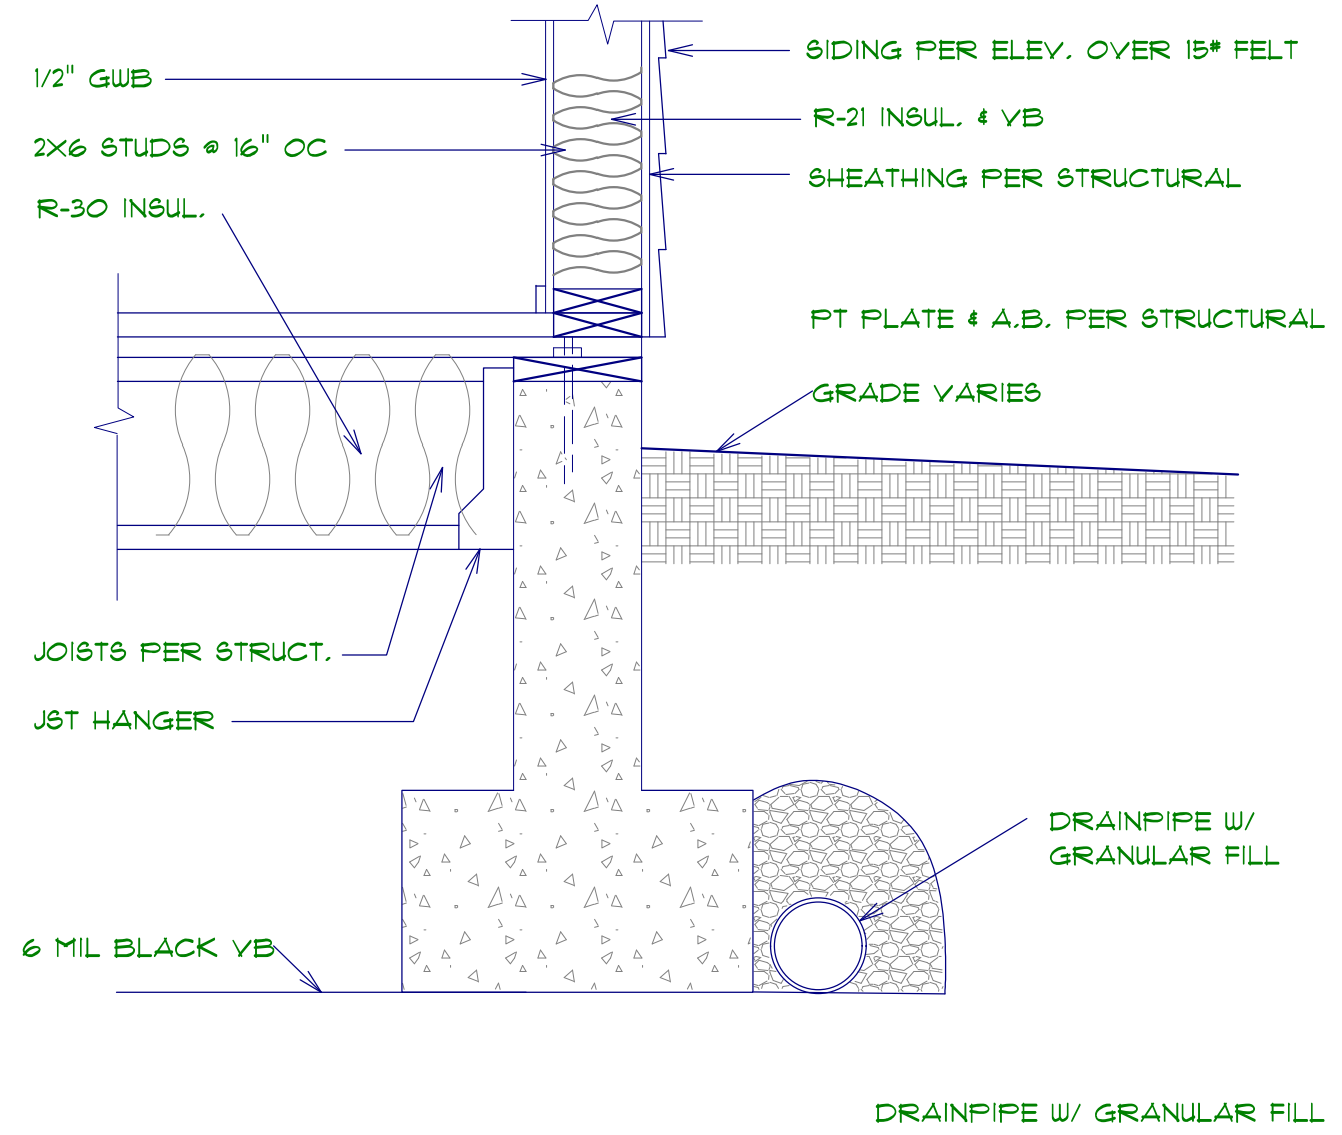 SIDING PER ELEV. OVER 15# FELT
1/2" GWB
R-21 INSUL. & VB
2X6 STUDS @ 16" OC
SHEATHING PER STRUCTURAL
R-30 INSUL.
PT PLATE & A.B. PER STRUCTURAL
GRADE VARIES
JOISTS PER STRUCT.
JST HANGER
DRAINPIPE W/
GRANULAR FILL
6 MIL BLACK VB
DRAINPIPE W/ GRANULAR FILL